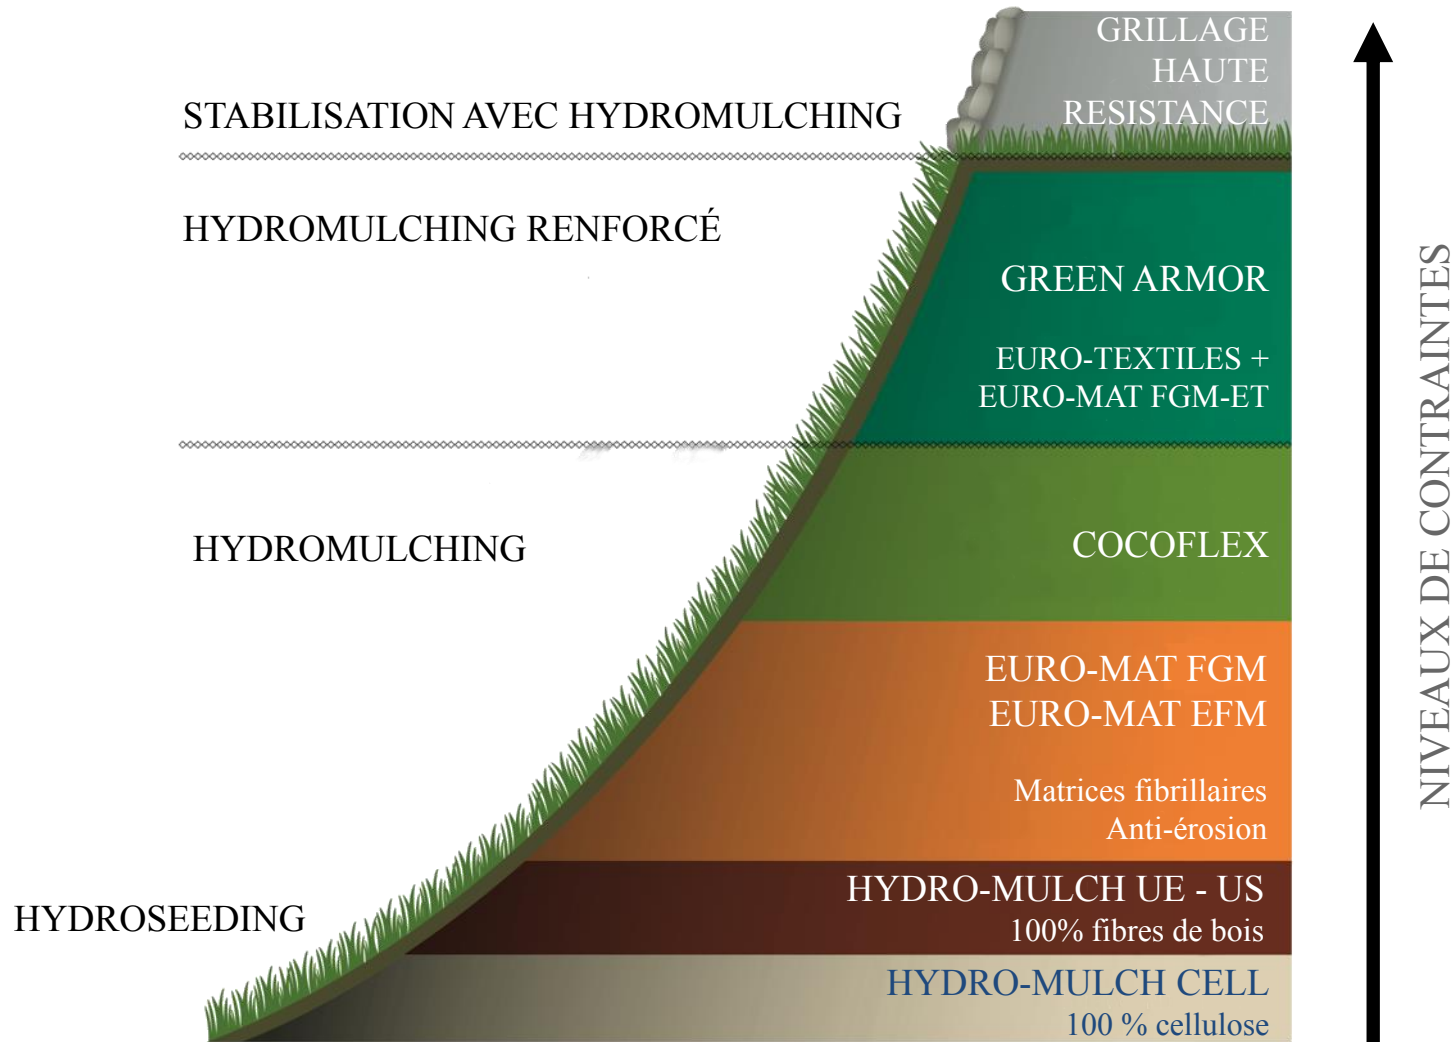 GRILLAGE
HAUTE
RESISTANCE
STABILISATION AVEC HYDROMULCHING
HYDROMULCHING RENFORCÉ
GREEN ARMOR
EURO-TEXTILES +
EURO-MAT FGM-ET
HYDROMULCHING
COCOFLEX
EURO-MAT FGM
EURO-MAT EFM
Matrices fibrillaires
Anti-érosion
HYDROSEEDING
HYDRO-MULCH UE - US
100% fibres de bois
HYDRO-MULCH CELL
100 % cellulose
NIVEAUX DE CONTRAINTES